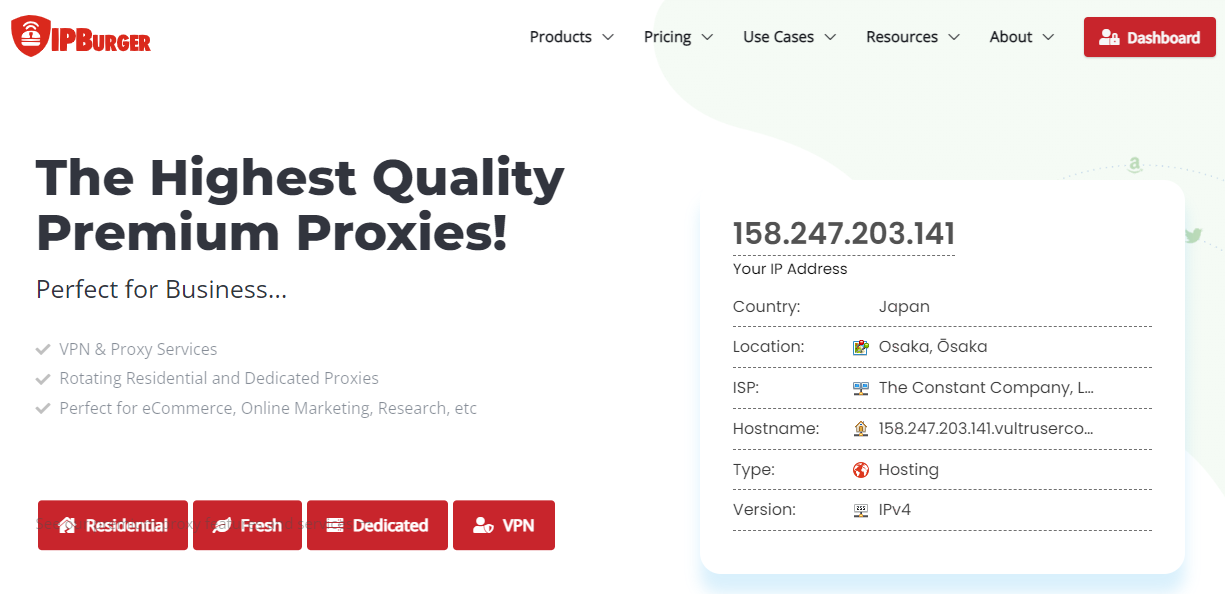 IPBURGER
Products
Pricing
Use Cases
Resources
About
Dashboard
The Highest Quality
Premium Proxies!
Perfect for Business...
VPN & Proxy Services
Rotating Residential and Dedicated Proxies
Perfect for eCommerce, Online Marketing, Research, etc
Residential
Fresh
Dedicated
VPN
158.247.203.141
Your IP Address
Country: Japan
Location: Osaka, Ōsaka
ISP: The Constant Company, L...
Hostname: 158.247.203.141.vultruserco...
Type: Hosting
Version: IPv4